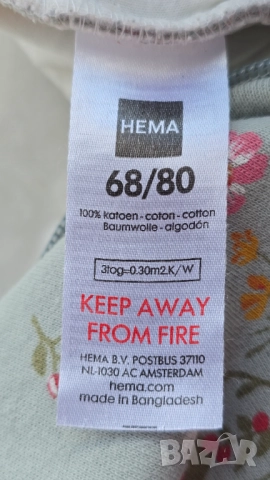 HEMA
68/80
100% katoen - coton - cotton
Baumwolle - algodón
3tog=0.30m2.K/W
KEEP AWAY
FROM FIRE
HEMA B.V. POSTBUS 37110
NL-1030 AC AMSTERDAM
hema.com
made in Bangladesh
bazar.bg